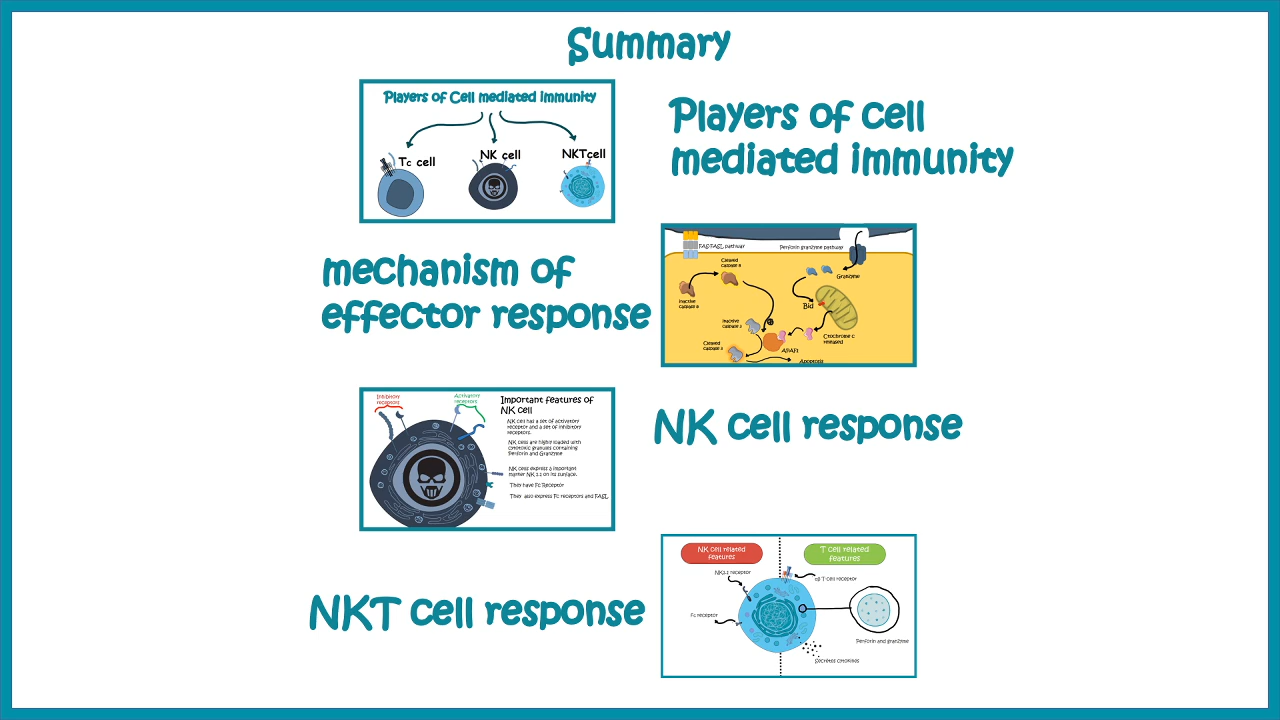 Summary
Players of Cell mediated immunity
Tc cell
NK cell
NKTcell
Players of cell
mediated immunity
mechanism of
effector response
FAS-FASL pathway
Perforin granzyme pathway
Cleaved
caspase 8
Inactive
caspase 8
Granzyme
Bid
Inactive
caspase 3
Cleaved
caspase 3
Cytochrome c
released
APAF1
Apoptosis
Inhibitory
receptors
Activatory
receptors
Important features of
NK cell
NK cell has a set of activatory
receptor and a set of inhibitory
receptors.
NK cells are highly loaded with
cytotoxic granules containing
Perforin and Granzyme
NK cells express a important
marker NK 1.1 on its surface.
They have Fc Receptor
They also express Fc receptors and FASL
NK cell response
NKT cell response
NK cell related
features
T cell related
features
NK1.1 receptor
αβ T cell receptor
Fc receptor
Perforin and granzyme
Secretes cytokines